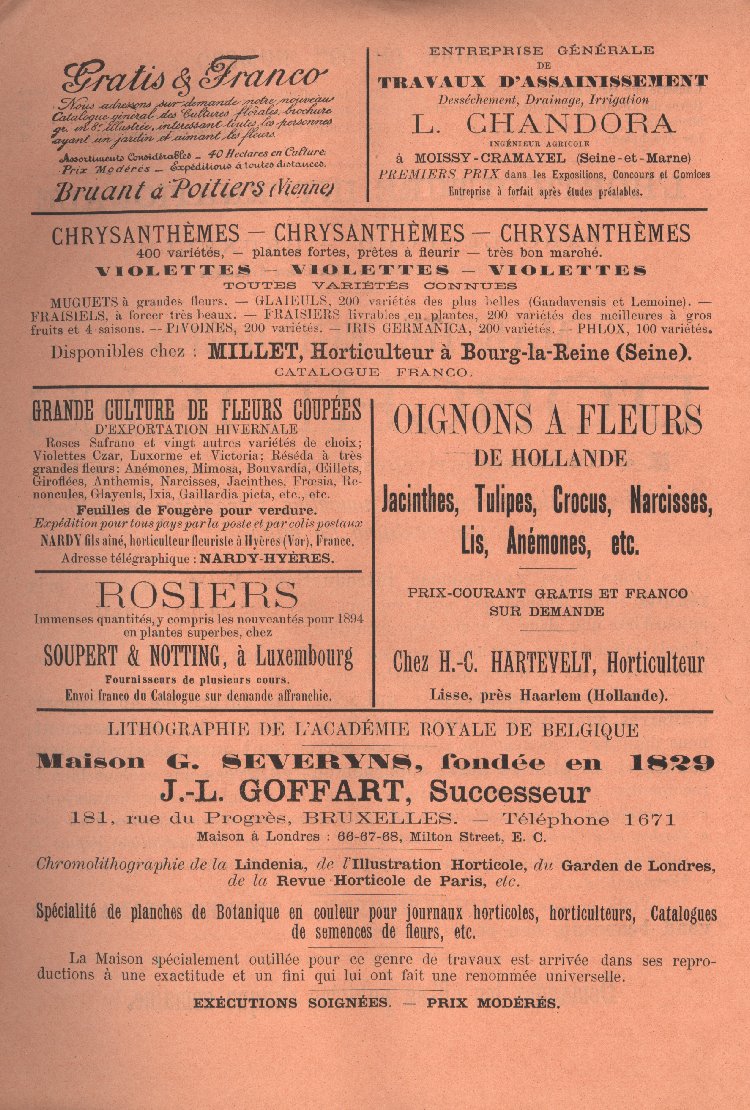 Gratis & Franco
Nous adressons sur demande notre nouveau
Catalogue général des Cultures florales, brochure
gr. in 8º illustrée, intéressant toutes les personnes
ayant un jardin et aimant les fleurs.
Assortiments Considérables _ 40 Hectares en Culture.
Prix Modérés _ Expéditions à toutes distances.
Bruant à Poitiers (Vienne)
ENTREPRISE GÉNÉRALE
DE
TRAVAUX D'ASSAINISSEMENT
Desséchement, Drainage, Irrigation
L. CHANDORA
INGÉNIEUR AGRICOLE
à MOISSY-CRAMAYEL (Seine-et-Marne)
PREMIERS PRIX dans les Expositions, Concours et Comices
Entreprise à forfait après études préalables.
CHRYSANTHÈMES — CHRYSANTHÈMES — CHRYSANTHÈMES
400 variétés, — plantes fortes, prêtes à fleurir — très bon marché.
VIOLETTES — VIOLETTES — VIOLETTES
TOUTES VARIÉTÉS CONNUES
MUGUETS à grandes fleurs. — GLAIEULS, 200 variétés des plus belles (Gandavensis et Lemoine). —
FRAISIELS, à forcer très beaux. — FRAISIERS livrables en plantes, 200 variétés des meilleures à gros
fruits et 4 saisons. — PIVOINES, 200 variétés. — IRIS GERMANICA, 200 variétés. — PHLOX, 100 variétés.
Disponibles chez : MILLET, Horticulteur à Bourg-la-Reine (Seine).
CATALOGUE FRANCO.
GRANDE CULTURE DE FLEURS COUPÉES
D'EXPORTATION HIVERNALE
Roses Safrano et vingt autres variétés de choix;
Violettes Czar, Luxorme et Victoria; Réséda à très
grandes fleurs: Anémones, Mimosa, Bouvardia, Œillets,
Giroflées, Anthemis, Narcisses, Jacinthes, Frœsia, Re-
noncules, Glayeuls, Ixia, Gaillardia picta, etc., etc.
Feuilles de Fougère pour verdure.
Expédition pour tous pays par la poste et par colis postaux
NARDY fils aîné, horticulteur fleuriste à Hyères (Var), France.
Adresse télégraphique : NARDY-HYÈRES.
ROSIERS
Immenses quantités, y compris les nouveautés pour 1894
en plantes superbes, chez
SOUPERT & NOTTING, à Luxembourg
Fournisseurs de plusieurs cours.
Envoi franco du Catalogue sur demande affranchie.
OIGNONS A FLEURS
DE HOLLANDE
Jacinthes, Tulipes, Crocus, Narcisses,
Lis, Anémones, etc.
PRIX-COURANT GRATIS ET FRANCO
SUR DEMANDE
Chez H.-C. HARTEVELT, Horticulteur
Lisse, près Haarlem (Hollande).
LITHOGRAPHIE DE L'ACADÉMIE ROYALE DE BELGIQUE
Maison G. SEVERYNS, fondée en 1829
J.-L. GOFFART, Successeur
181, rue du Progrès, BRUXELLES. — Téléphone 1671
Maison à Londres : 66-67-68, Milton Street, E. C.
Chromolithographie de la Lindenia, de l'Illustration Horticole, du Garden de Londres,
de la Revue Horticole de Paris, etc.
Spécialité de planches de Botanique en couleur pour journaux horticoles, horticulteurs, Catalogues
de semences de fleurs, etc.
La Maison spécialement outillée pour ce genre de travaux est arrivée dans ses repro-
ductions à une exactitude et un fini qui lui ont fait une renommée universelle.
EXÉCUTIONS SOIGNÉES. — PRIX MODÉRÉS.